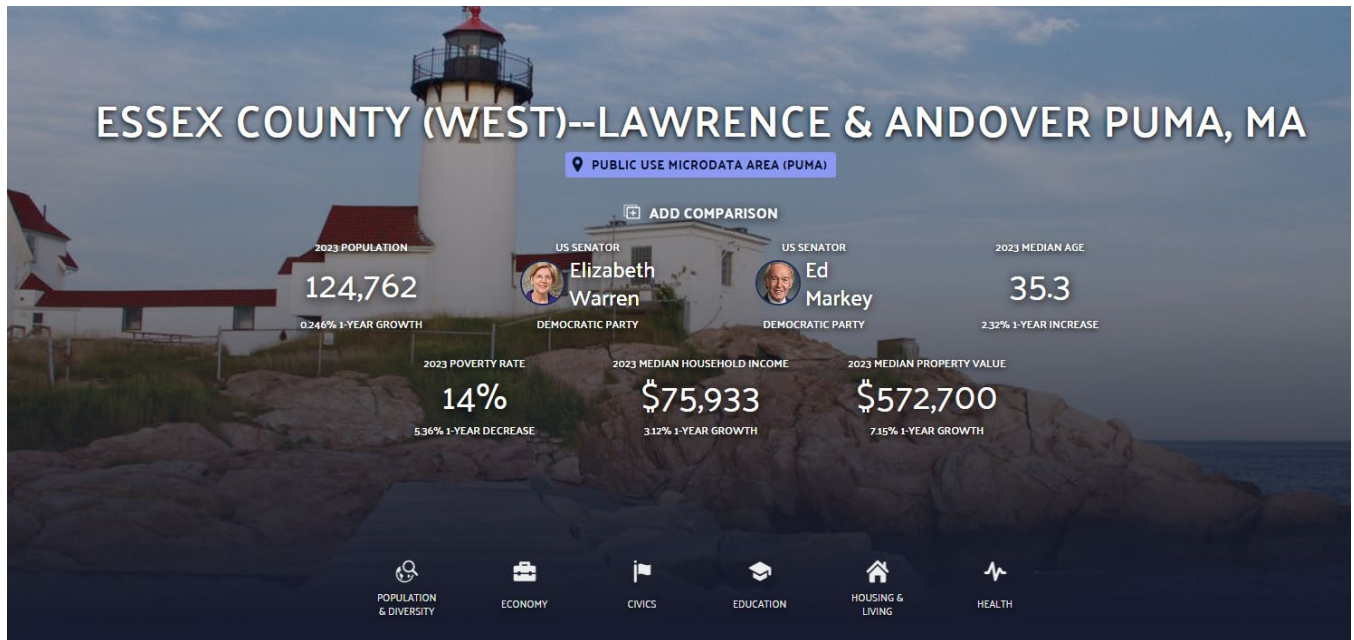 ESSEX COUNTY (WEST)--LAWRENCE & ANDOVER PUMA, MA
PUBLIC USE MICRODATA AREA (PUMA)
ADD COMPARISON
2023 POPULATION
124,762
0.246% 1-YEAR GROWTH
US SENATOR
Elizabeth
Warren
DEMOCRATIC PARTY
US SENATOR
Ed
Markey
DEMOCRATIC PARTY
2023 MEDIAN AGE
35.3
2.32% 1-YEAR INCREASE
2023 POVERTY RATE
14%
5.36% 1-YEAR DECREASE
2023 MEDIAN HOUSEHOLD INCOME
$75,933
3.12% 1-YEAR GROWTH
2023 MEDIAN PROPERTY VALUE
$572,700
7.15% 1-YEAR GROWTH
POPULATION
& DIVERSITY
ECONOMY
CIVICS
EDUCATION
HOUSING &
LIVING
HEALTH